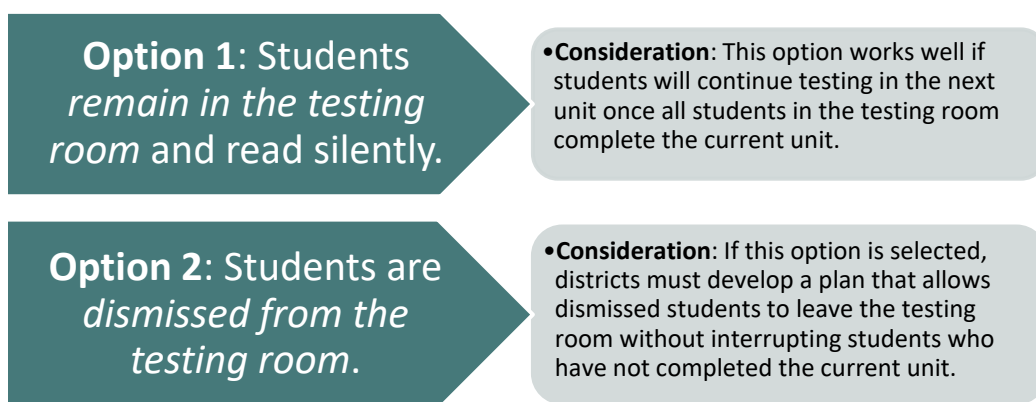 Option 1: Students
remain in the testing
room and read silently.
•Consideration: This option works well if
students will continue testing in the next
unit once all students in the testing room
complete the current unit.
Option 2: Students are
dismissed from the
testing room.
•Consideration: If this option is selected,
districts must develop a plan that allows
dismissed students to leave the testing
room without interrupting students who
have not completed the current unit.